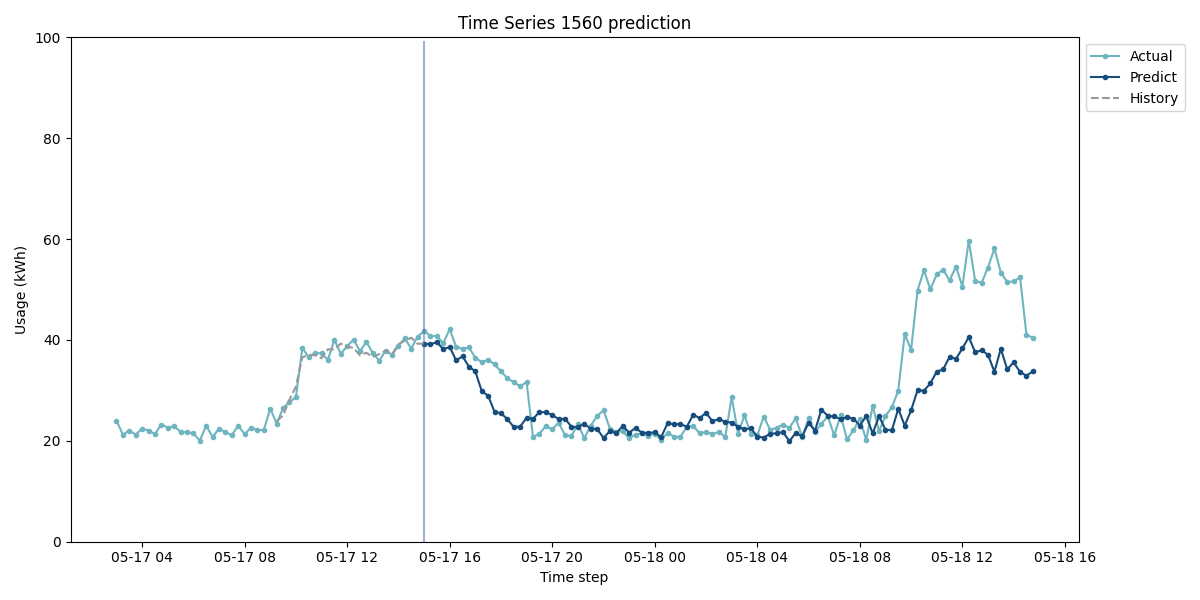 Time Series 1560 prediction
100
80
60
40
20
0
Usage (kWh)
05-17 04
05-17 08
05-17 12
05-17 16
05-17 20
05-18 00
05-18 04
05-18 08
05-18 12
05-18 16
Time step
Actual
Predict
History